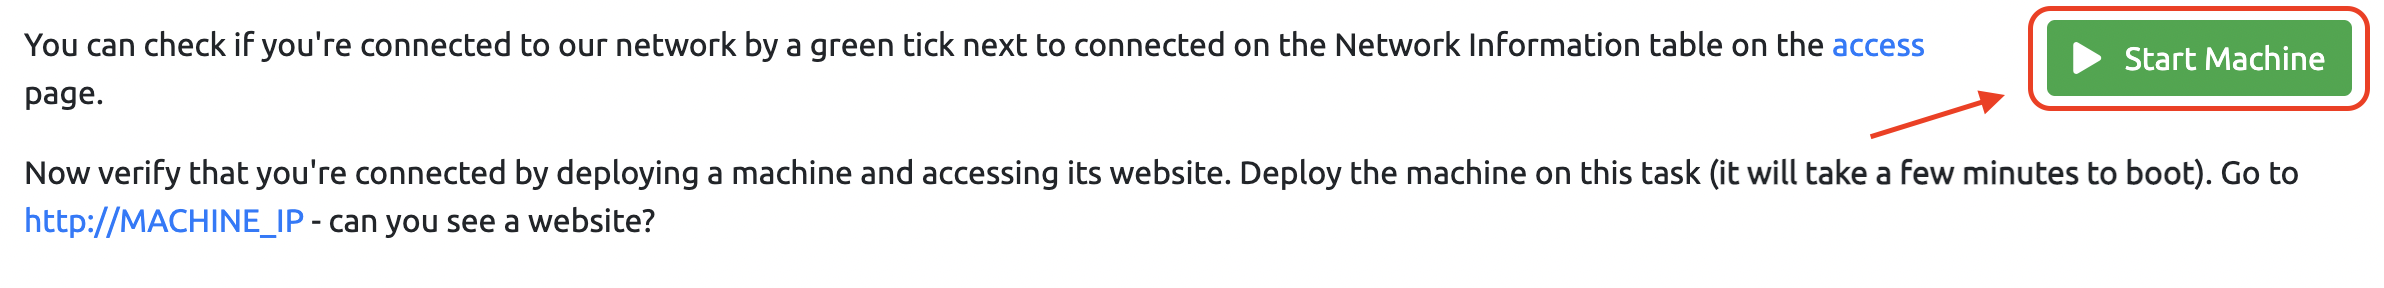 You can check if you're connected to our network by a green tick next to connected on the Network Information table on the access
page.
Start Machine
Now verify that you're connected by deploying a machine and accessing its website. Deploy the machine on this task (it will take a few minutes to boot). Go to
http://MACHINE_IP - can you see a website?